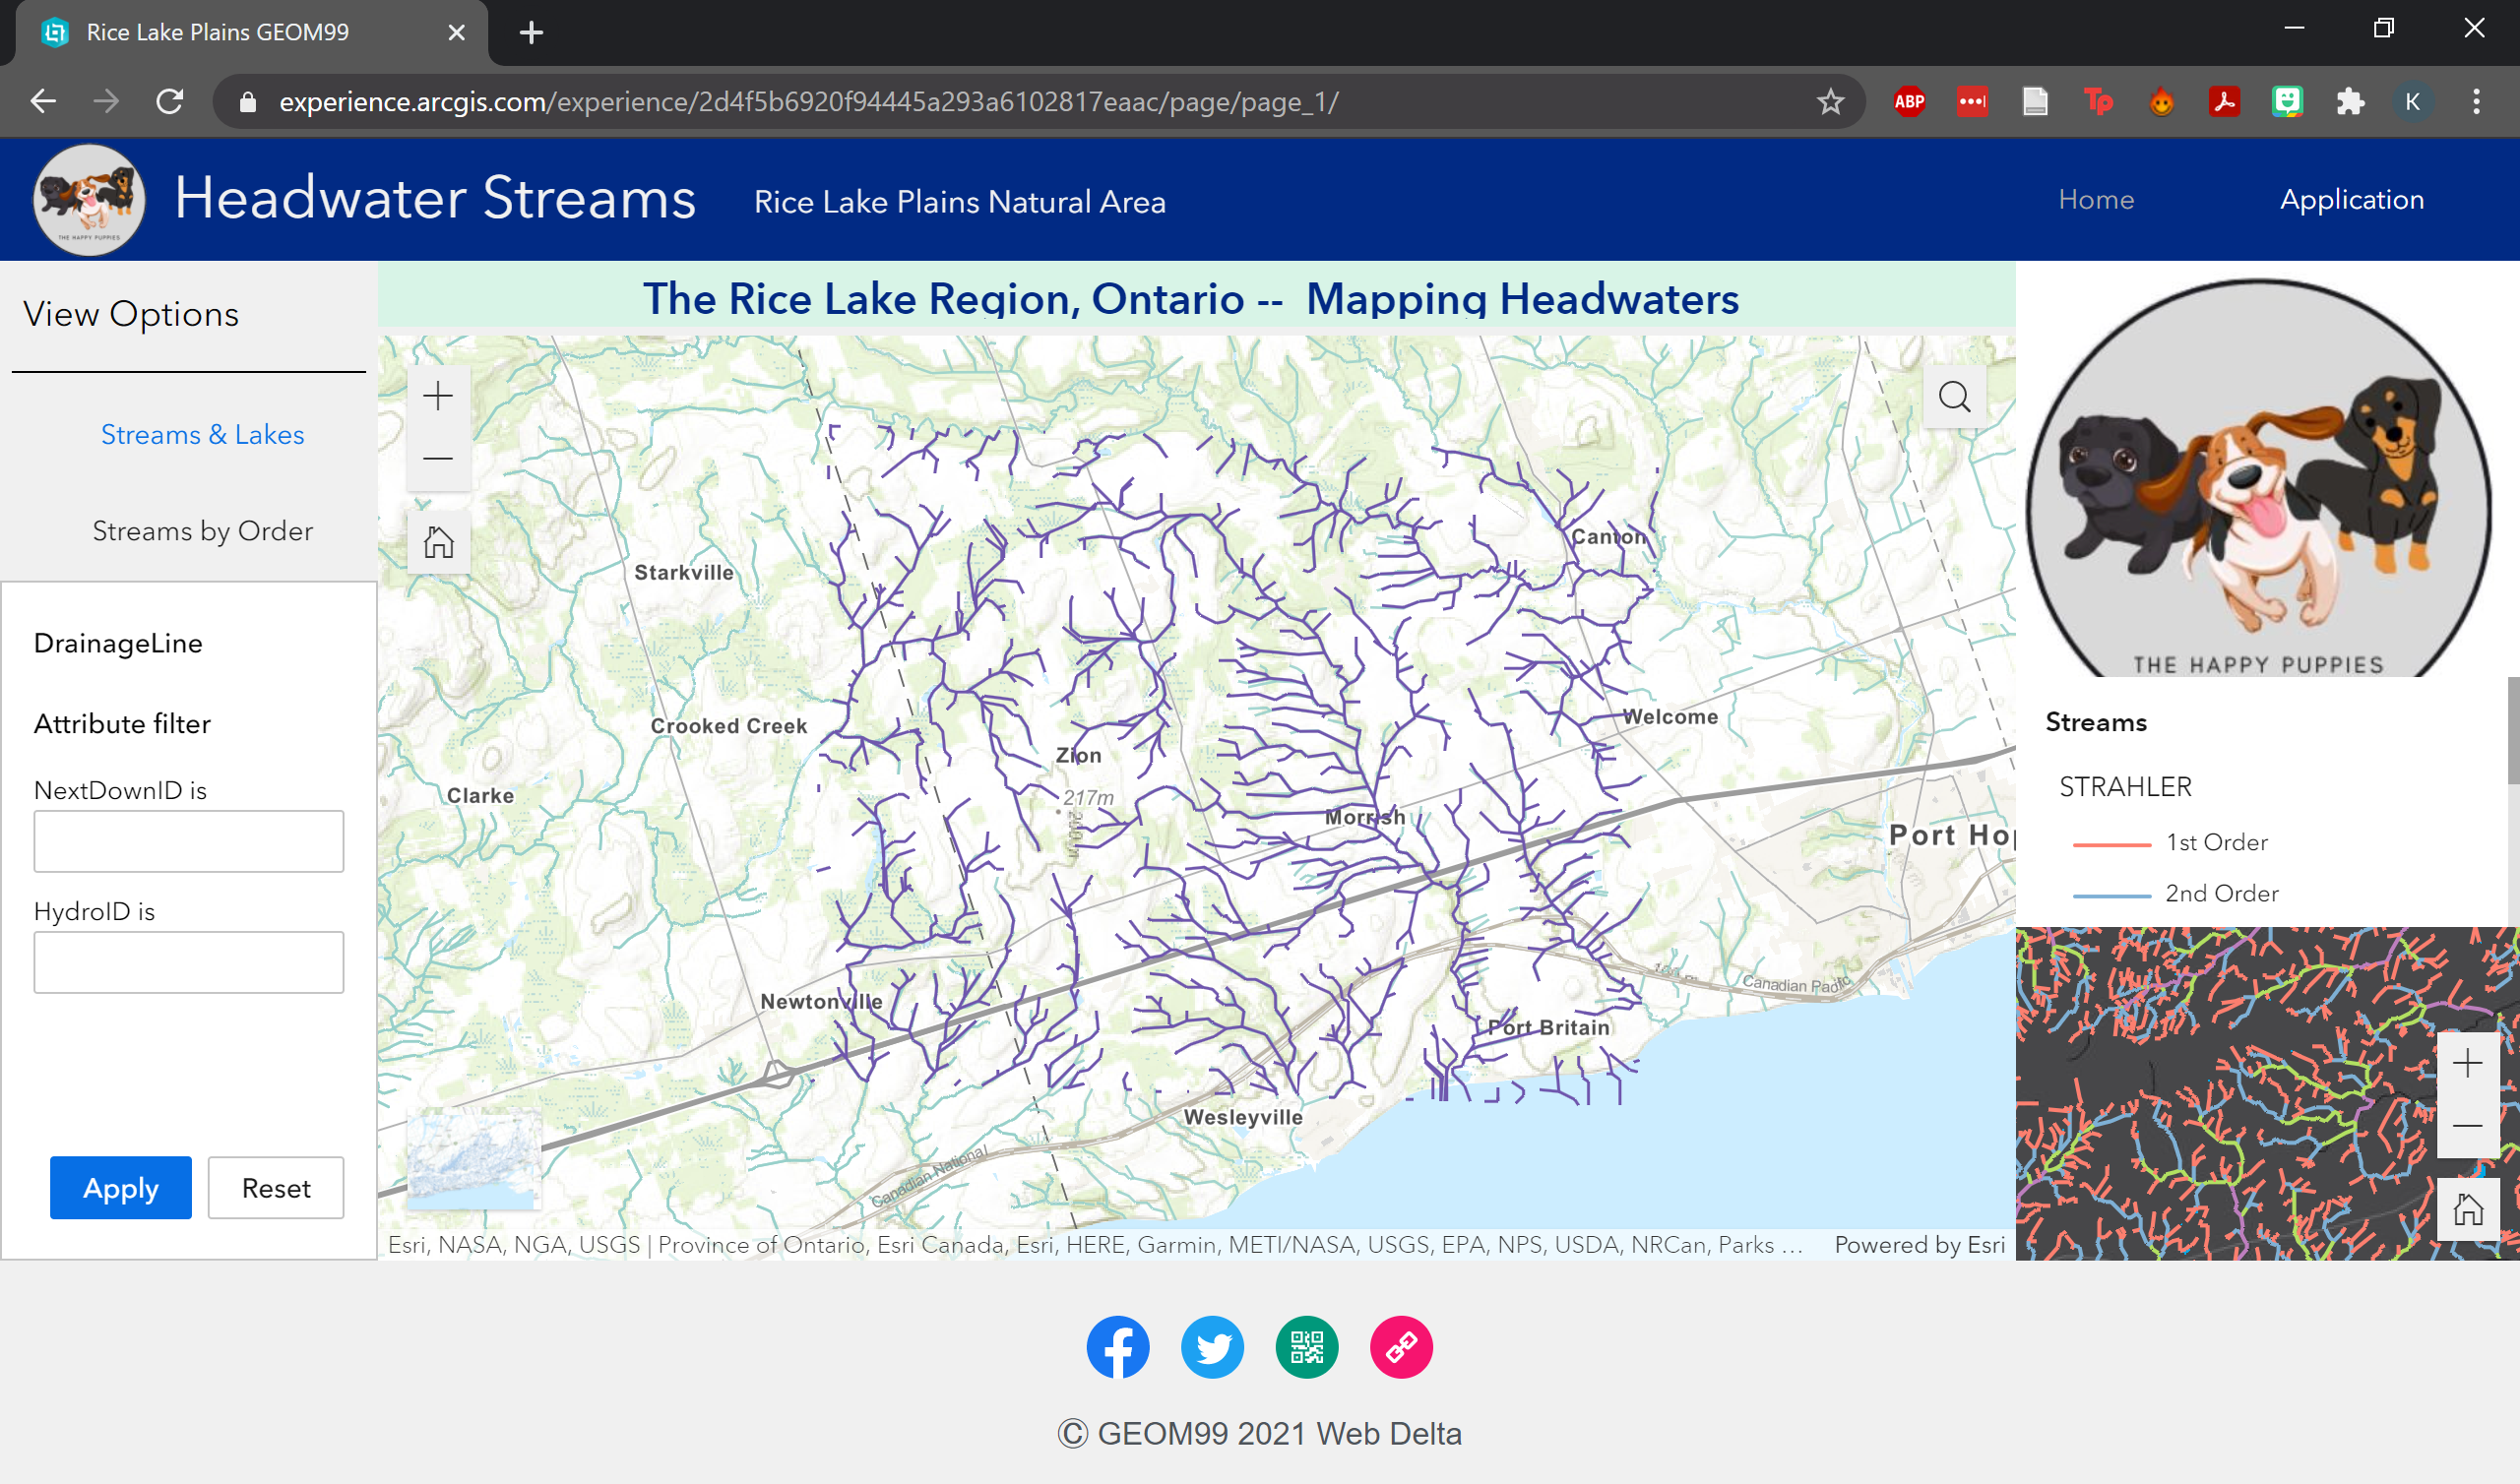 Rice Lake Plains GEOM99
experience.arcgis.com/experience/2d4f5b6920f94445a293a6102817eaac/page/page_1/
ABP
Tp
K
THE HAPPY PUPPIES
Headwater Streams
Rice Lake Plains Natural Area
Home
Application
View Options
Streams & Lakes
Streams by Order
DrainageLine
Attribute filter
NextDownID is
HydroID is
Apply
Reset
The Rice Lake Region, Ontario -- Mapping Headwaters
Canton
Starkville
Crooked Creek
Welcome
Zion
Clarke
217m
200m
Morrish
Port Hop
Newtonville
Canadian Pacific
Port Britain
Wesleyville
Canadian National
Esri, NASA, NGA, USGS | Province of Ontario, Esri Canada, Esri, HERE, Garmin, METI/NASA, USGS, EPA, NPS, USDA, NRCan, Parks ...
Powered by Esri
THE HAPPY PUPPIES
Streams
STRAHLER
1st Order
2nd Order
© GEOM99 2021 Web Delta